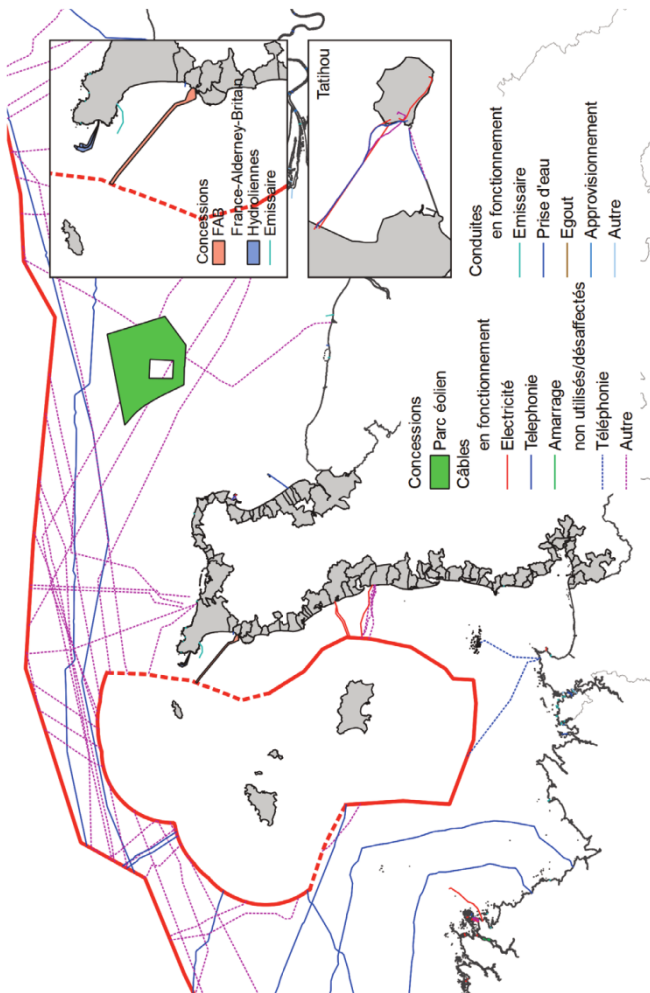 Concessions
FAB
France-Alderney-Britain
Hydroliennes
Emissaire
Tatihou
Concessions
Parc éolien
Câbles
en fonctionnement
Electricité
Telephonie
Amarrage
non utilisés/désaffectés
Téléphonie
Autre
Conduites
en fonctionnement
Emissaire
Prise d'eau
Egout
Approvisionnement
Autre